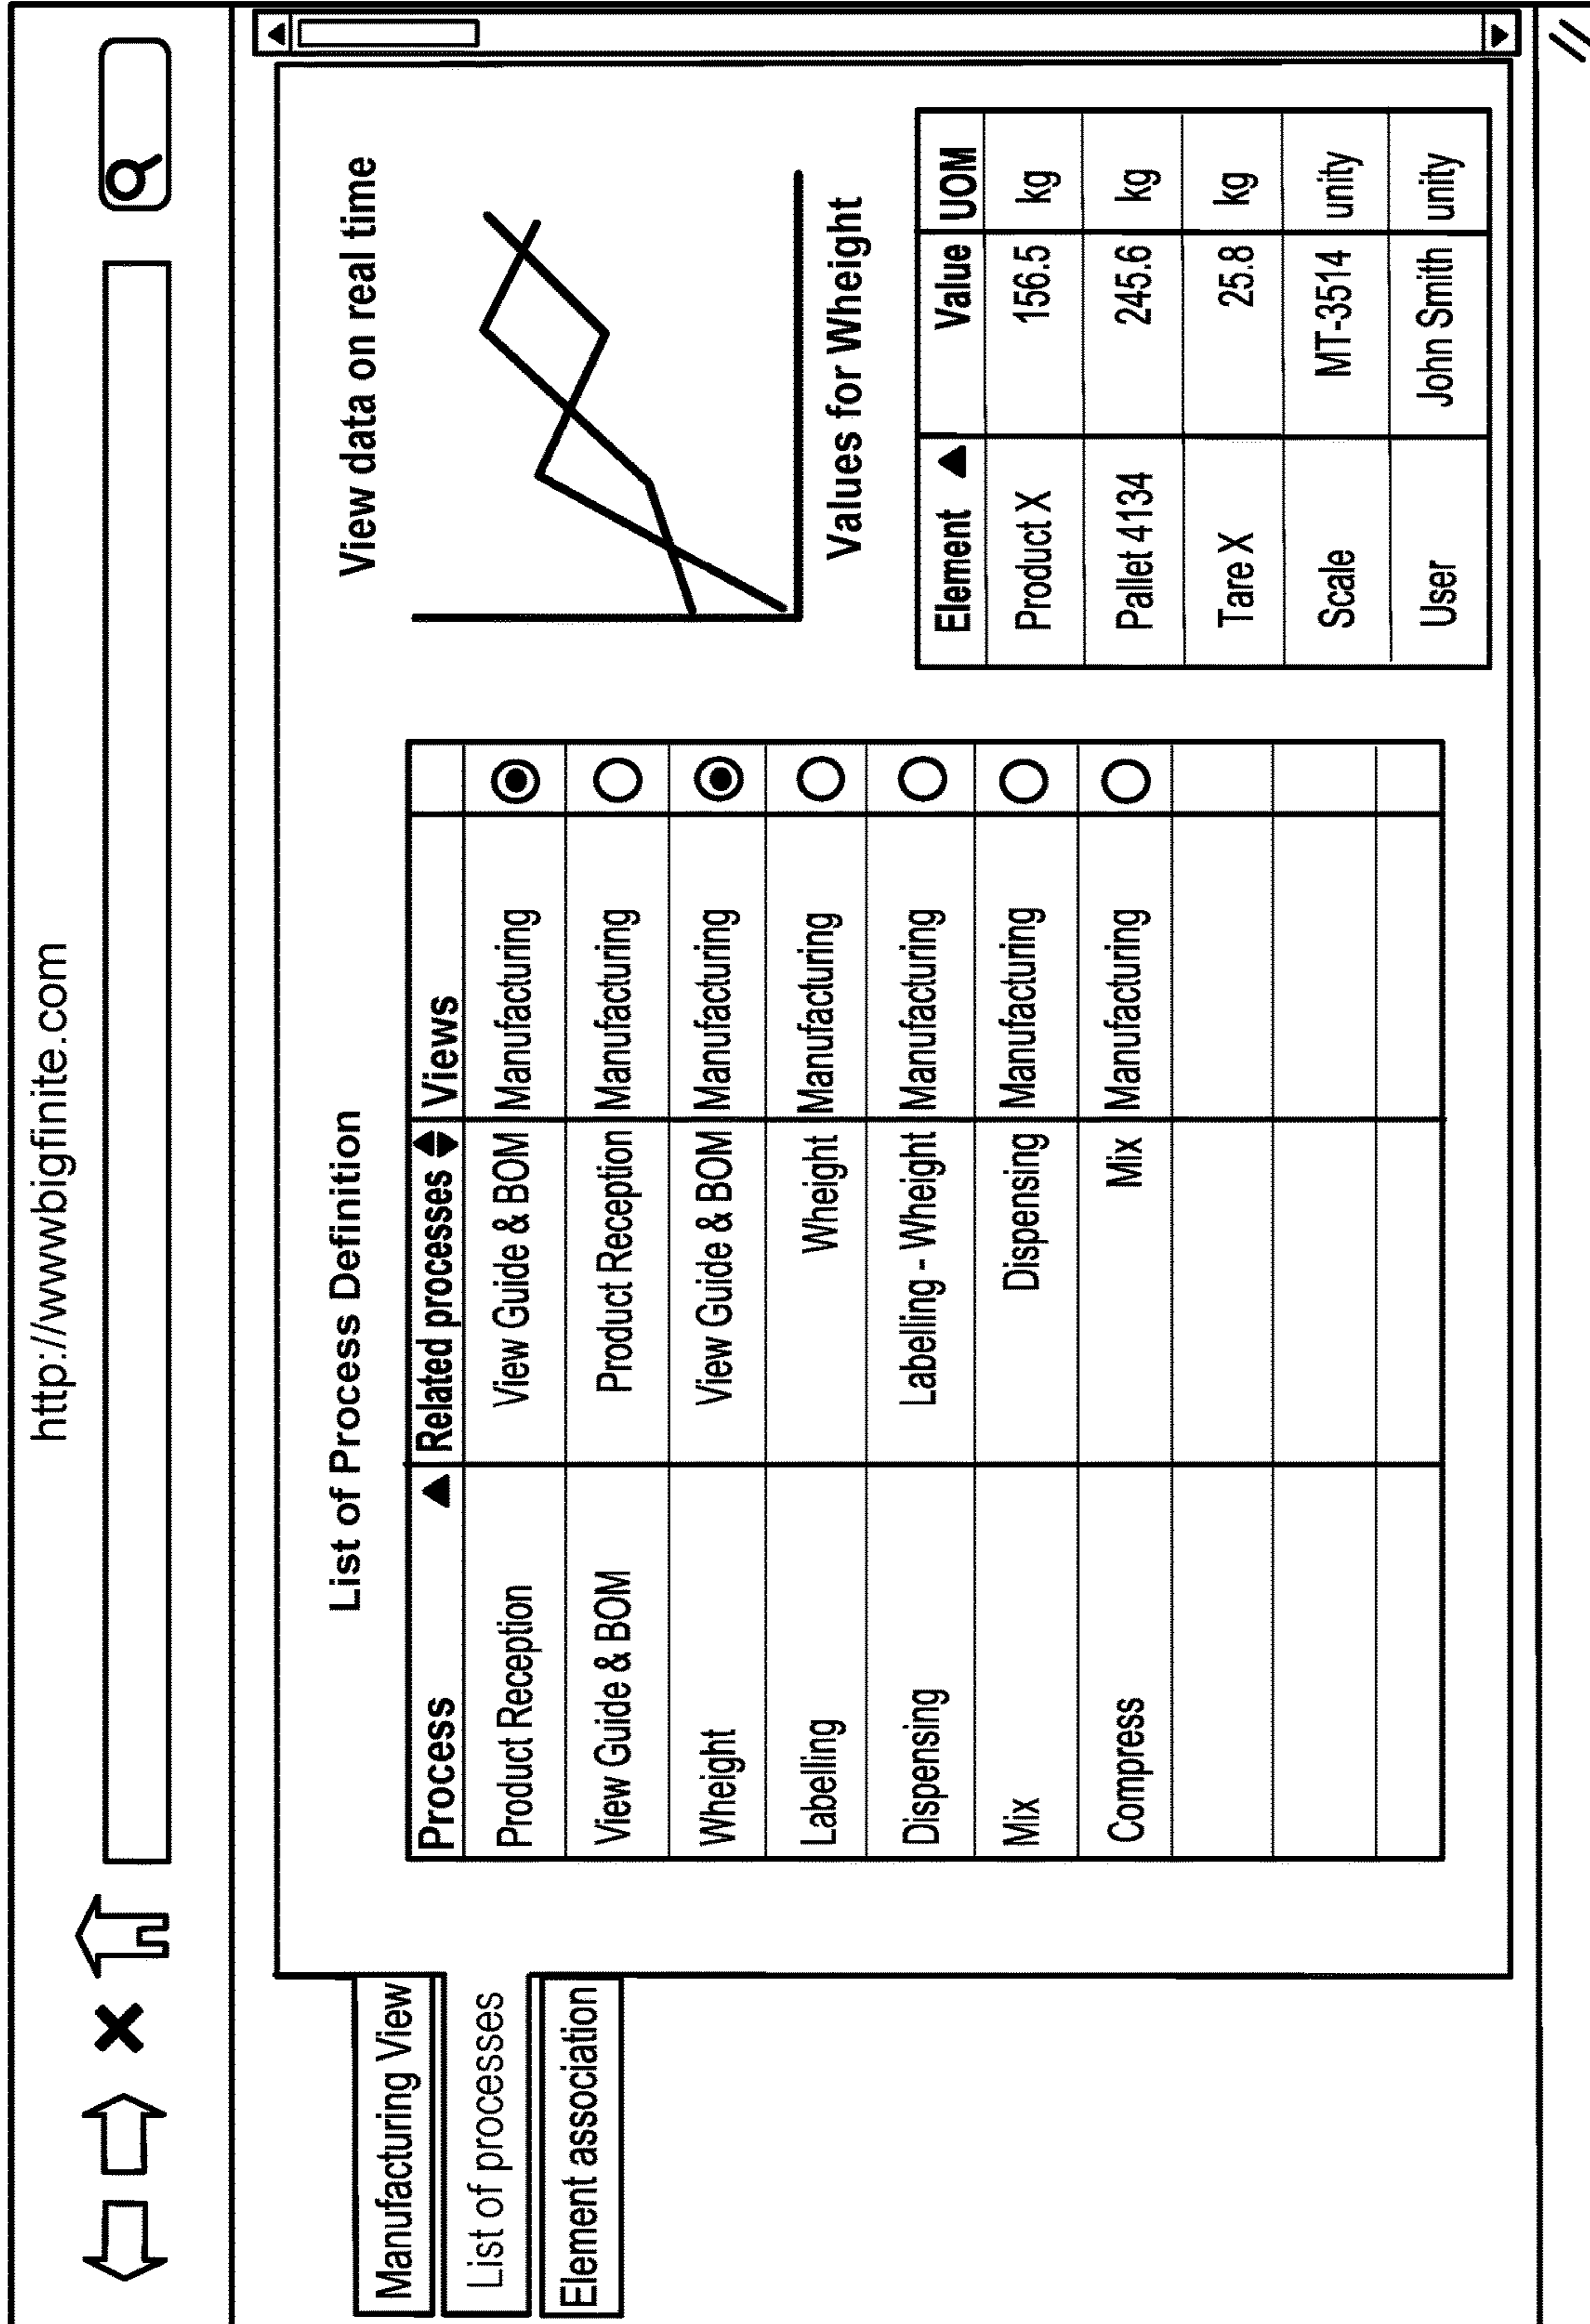 http://wwwbigfinite.com
Manufacturing View
List of processes
Element association
List of Process Definition
Process Related processes Views
Product Reception View Guide & BOM Manufacturing
View Guide & BOM Product Reception Manufacturing
Wheight View Guide & BOM Manufacturing
Labelling Wheight Manufacturing
Dispensing Labelling - Wheight Manufacturing
Mix Dispensing Manufacturing
Compress Mix Manufacturing
View data on real time
Values for Wheight
Element Value UOM
Product X 156.5 kg
Pallet 4134 245.6 kg
Tare X 25.8 kg
Scale MT-3514 unity
User John Smith unity